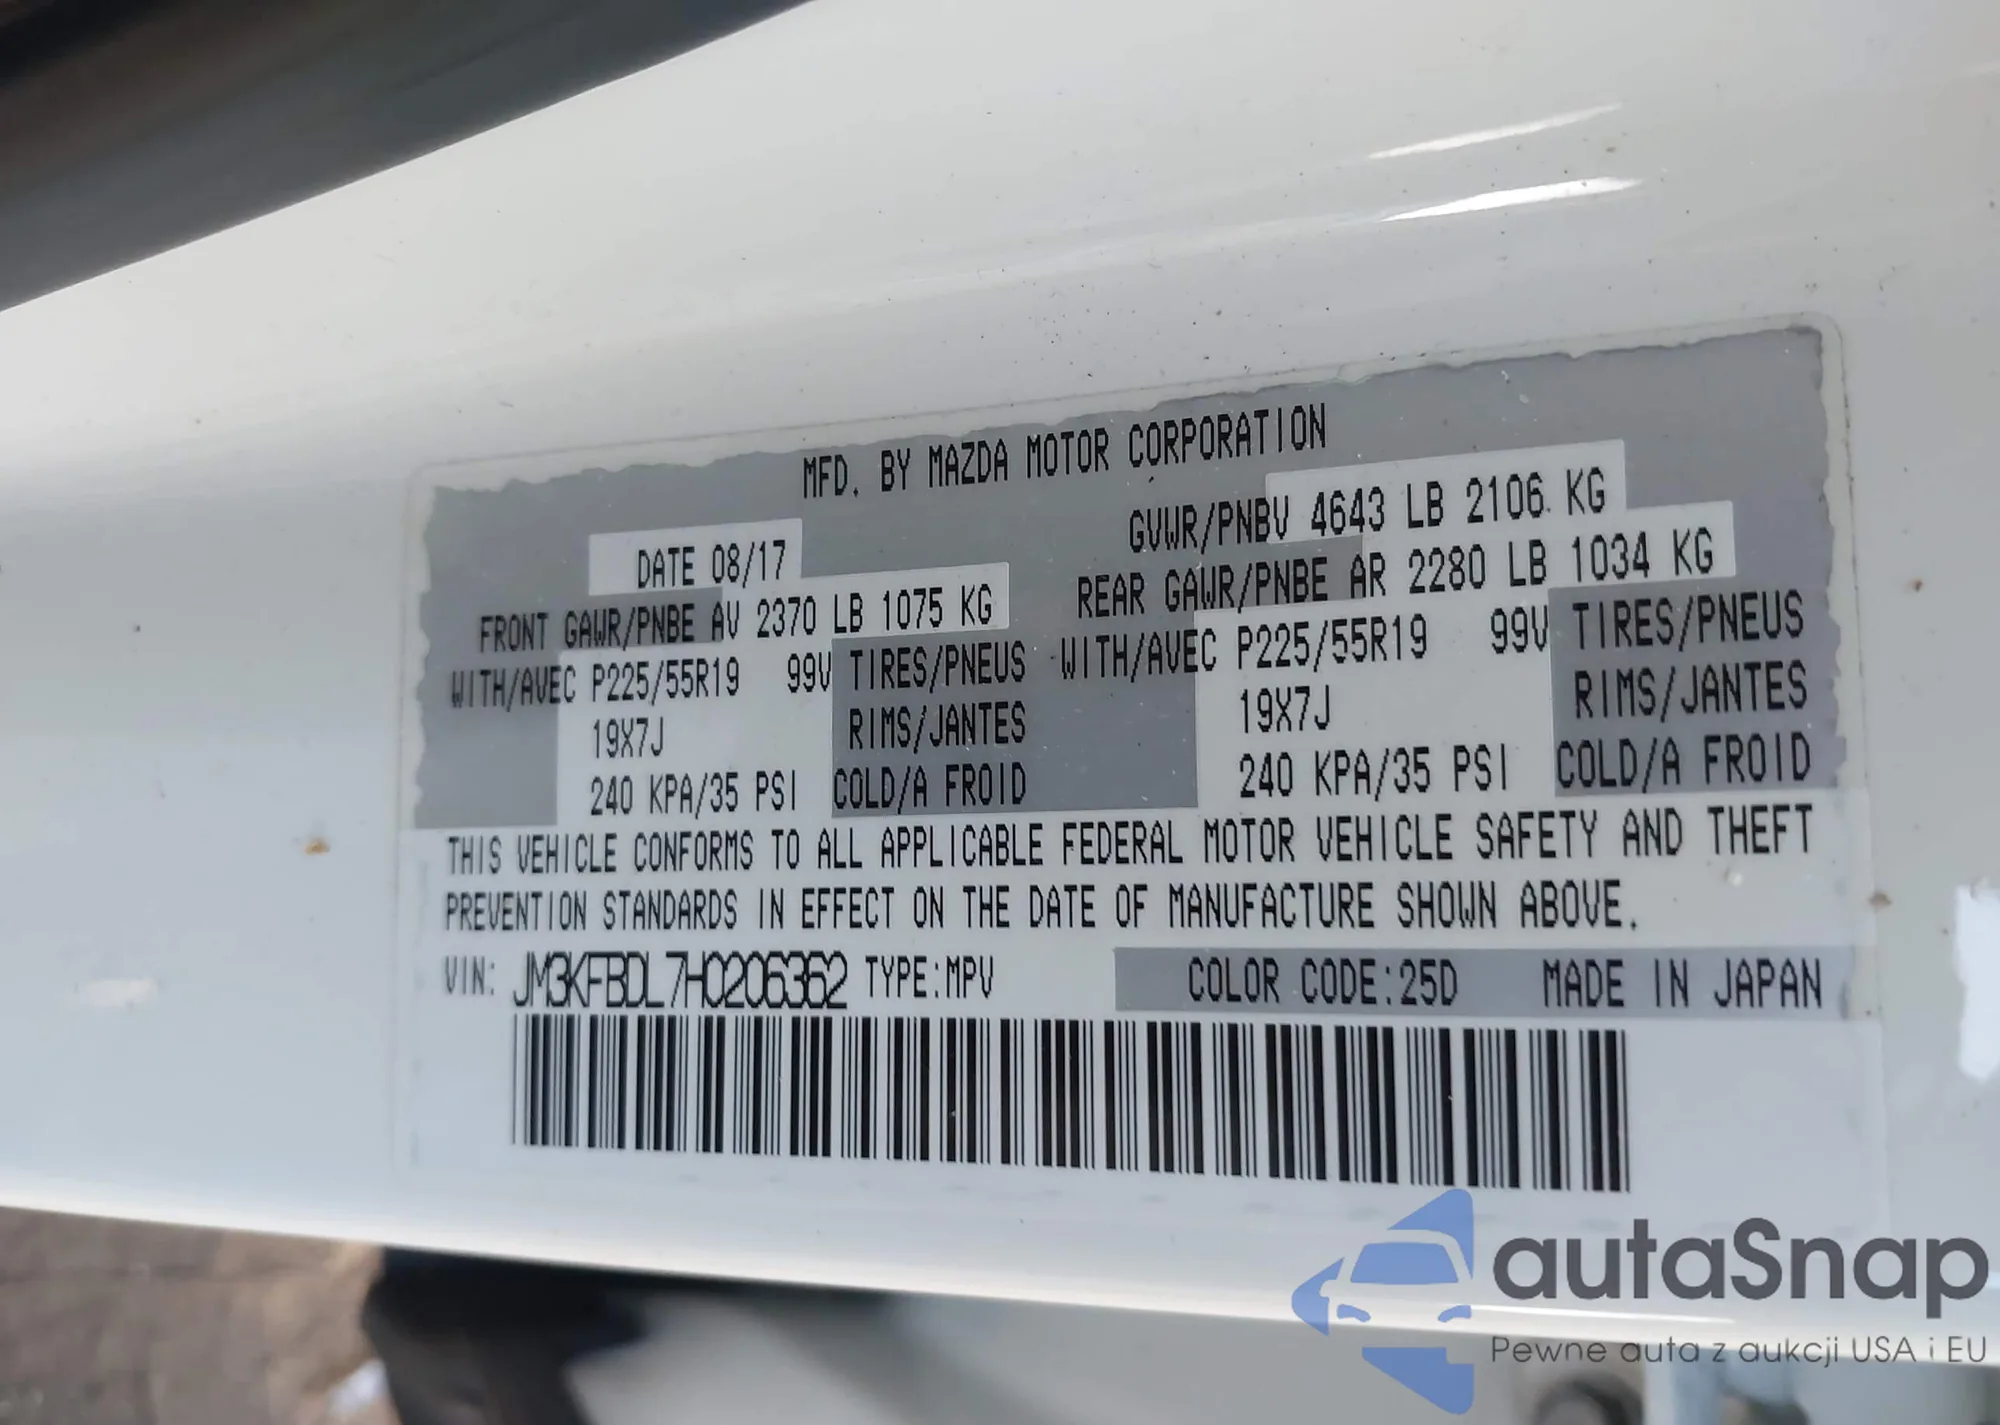 MFD. BY MAZDA MOTOR CORPORATION
DATE 08/17 GVWR/PNBV 4643 LB 2106 KG
FRONT GAWR/PNBE AV 2370 LB 1075 KG REAR GAWR/PNBE AR 2280 LB 1034 KG
WITH/AVEC P225/55R19 99V TIRES/PNEUS WITH/AVEC P225/55R19 99V TIRES/PNEUS
19X7J RIMS/JANTES 19X7J RIMS/JANTES
240 KPA/35 PSI COLD/A FROID 240 KPA/35 PSI COLD/A FROID
THIS VEHICLE CONFORMS TO ALL APPLICABLE FEDERAL MOTOR VEHICLE SAFETY AND THEFT
PREVENTION STANDARDS IN EFFECT ON THE DATE OF MANUFACTURE SHOWN ABOVE.
VIN: JM3KFBDL7H0206362 TYPE:MPV COLOR CODE:25D MADE IN JAPAN
autaSnap
Pewne auta z aukcji USA i EU